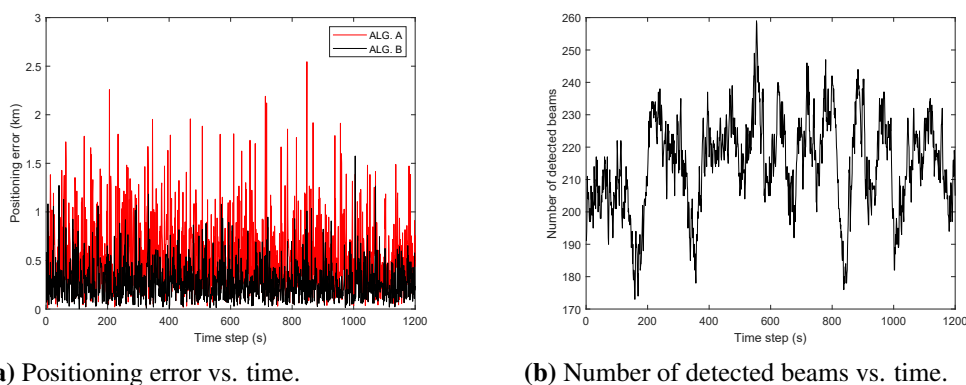 3
2.5
2
1.5
1
0.5
0
Positioning error (km)
ALG. A
ALG. B
0 200 400 600 800 1000 1200
Time step (s)
260
250
240
230
220
210
200
190
180
170
Number of detected beams
0 200 400 600 800 1000 1200
Time step (s)
) Positioning error vs. time.
(b) Number of detected beams vs. time.